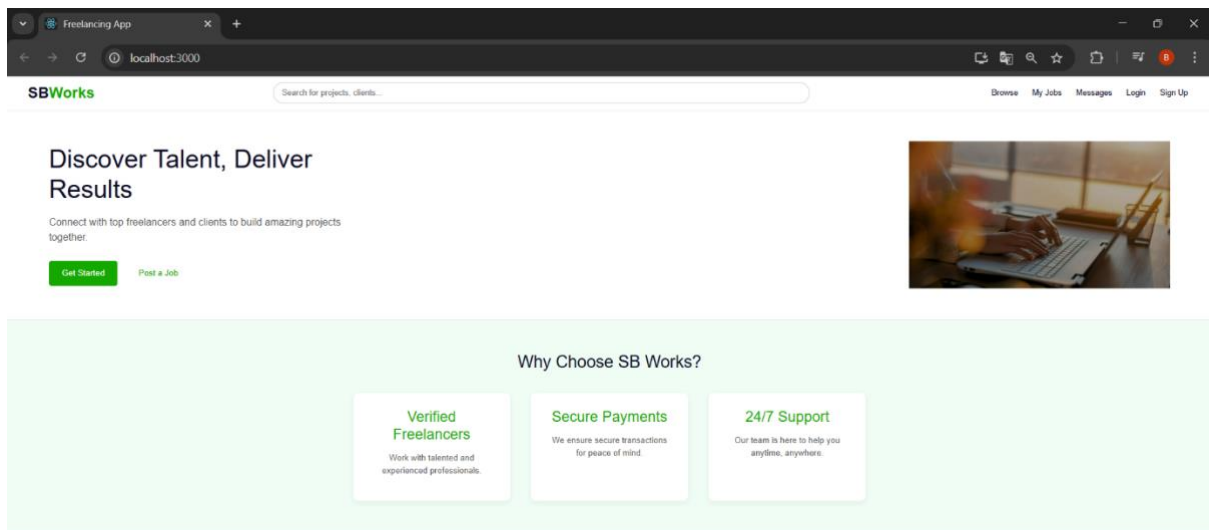 Freelancing App
localhost:3000
B
SBWorks
Search for projects, clients...
Browse My Jobs Messages Login Sign Up
Discover Talent, Deliver
Results
Connect with top freelancers and clients to build amazing projects
together.
Get Started Post a Job
Why Choose SB Works?
Verified
Freelancers
Work with talented and
experienced professionals.
Secure Payments
We ensure secure transactions
for peace of mind.
24/7 Support
Our team is here to help you
anytime, anywhere.